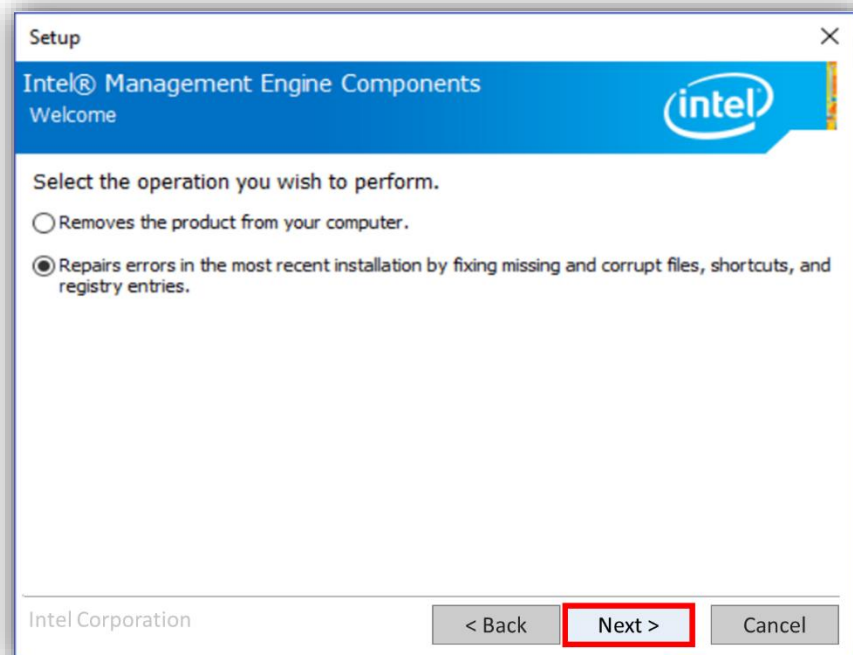 Setup
Intel® Management Engine Components
Welcome
intel
Select the operation you wish to perform.
Removes the product from your computer.
Repairs errors in the most recent installation by fixing missing and corrupt files, shortcuts, and
registry entries.
Intel Corporation
< Back
Next >
Cancel